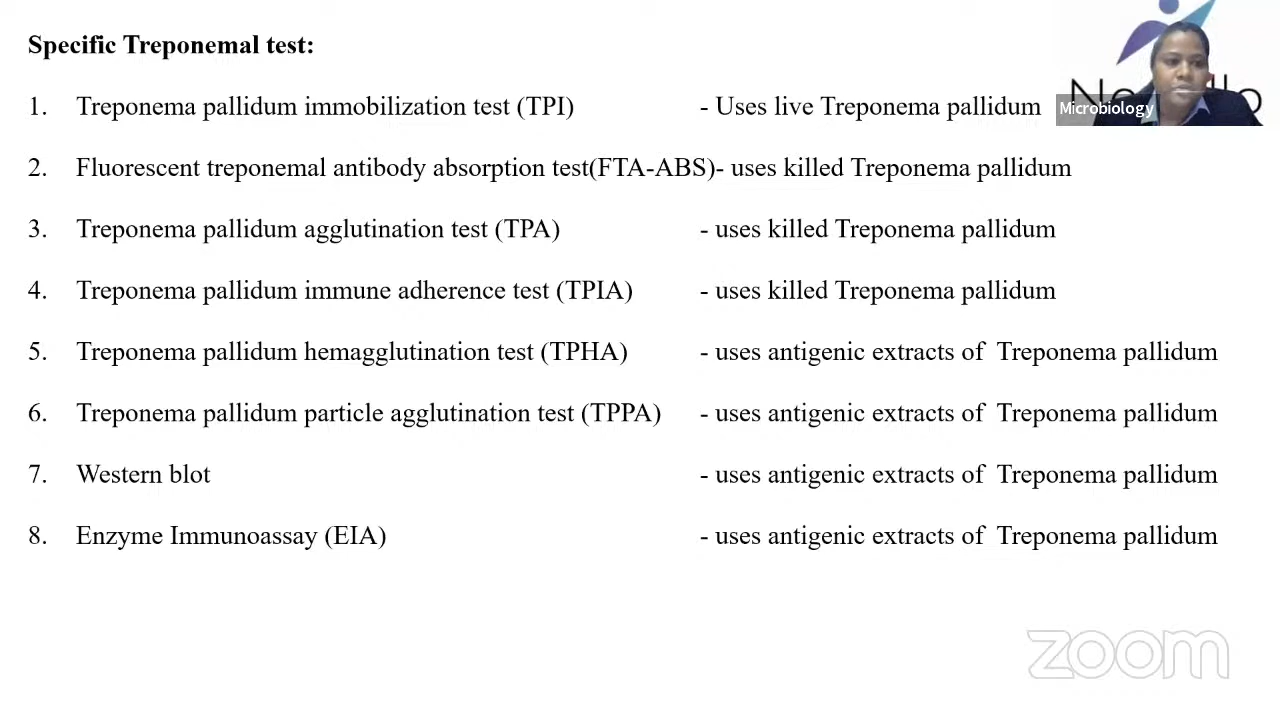 Specific Treponemal test:
1. Treponema pallidum immobilization test (TPI) - Uses live Treponema pallidum
Microbiology
2. Fluorescent treponemal antibody absorption test(FTA-ABS)- uses killed Treponema pallidum
3. Treponema pallidum agglutination test (TPA) - uses killed Treponema pallidum
4. Treponema pallidum immune adherence test (TPIA) - uses killed Treponema pallidum
5. Treponema pallidum hemagglutination test (TPHA) - uses antigenic extracts of  Treponema pallidum
6. Treponema pallidum particle agglutination test (TPPA) - uses antigenic extracts of  Treponema pallidum
7. Western blot - uses antigenic extracts of  Treponema pallidum
8. Enzyme Immunoassay (EIA) - uses antigenic extracts of  Treponema pallidum
zoom